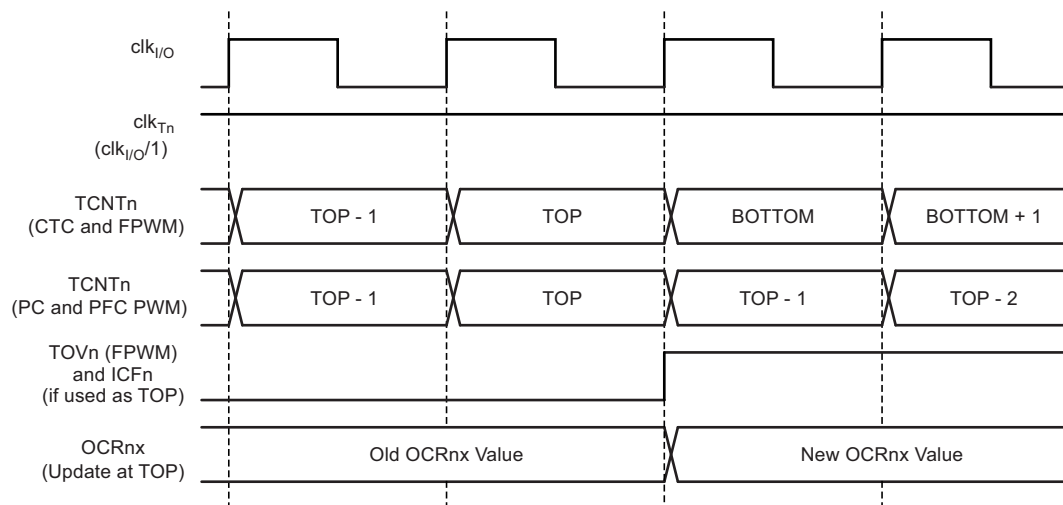 clkI/O
clkTn
(clkI/O/1)
TCNTn
(CTC and FPWM)
TOP - 1
TOP
BOTTOM
BOTTOM + 1
TCNTn
(PC and PFC PWM)
TOP - 1
TOP
TOP - 1
TOP - 2
TOVn (FPWM)
and ICFn
(if used as TOP)
OCRnx
(Update at TOP)
Old OCRnx Value
New OCRnx Value